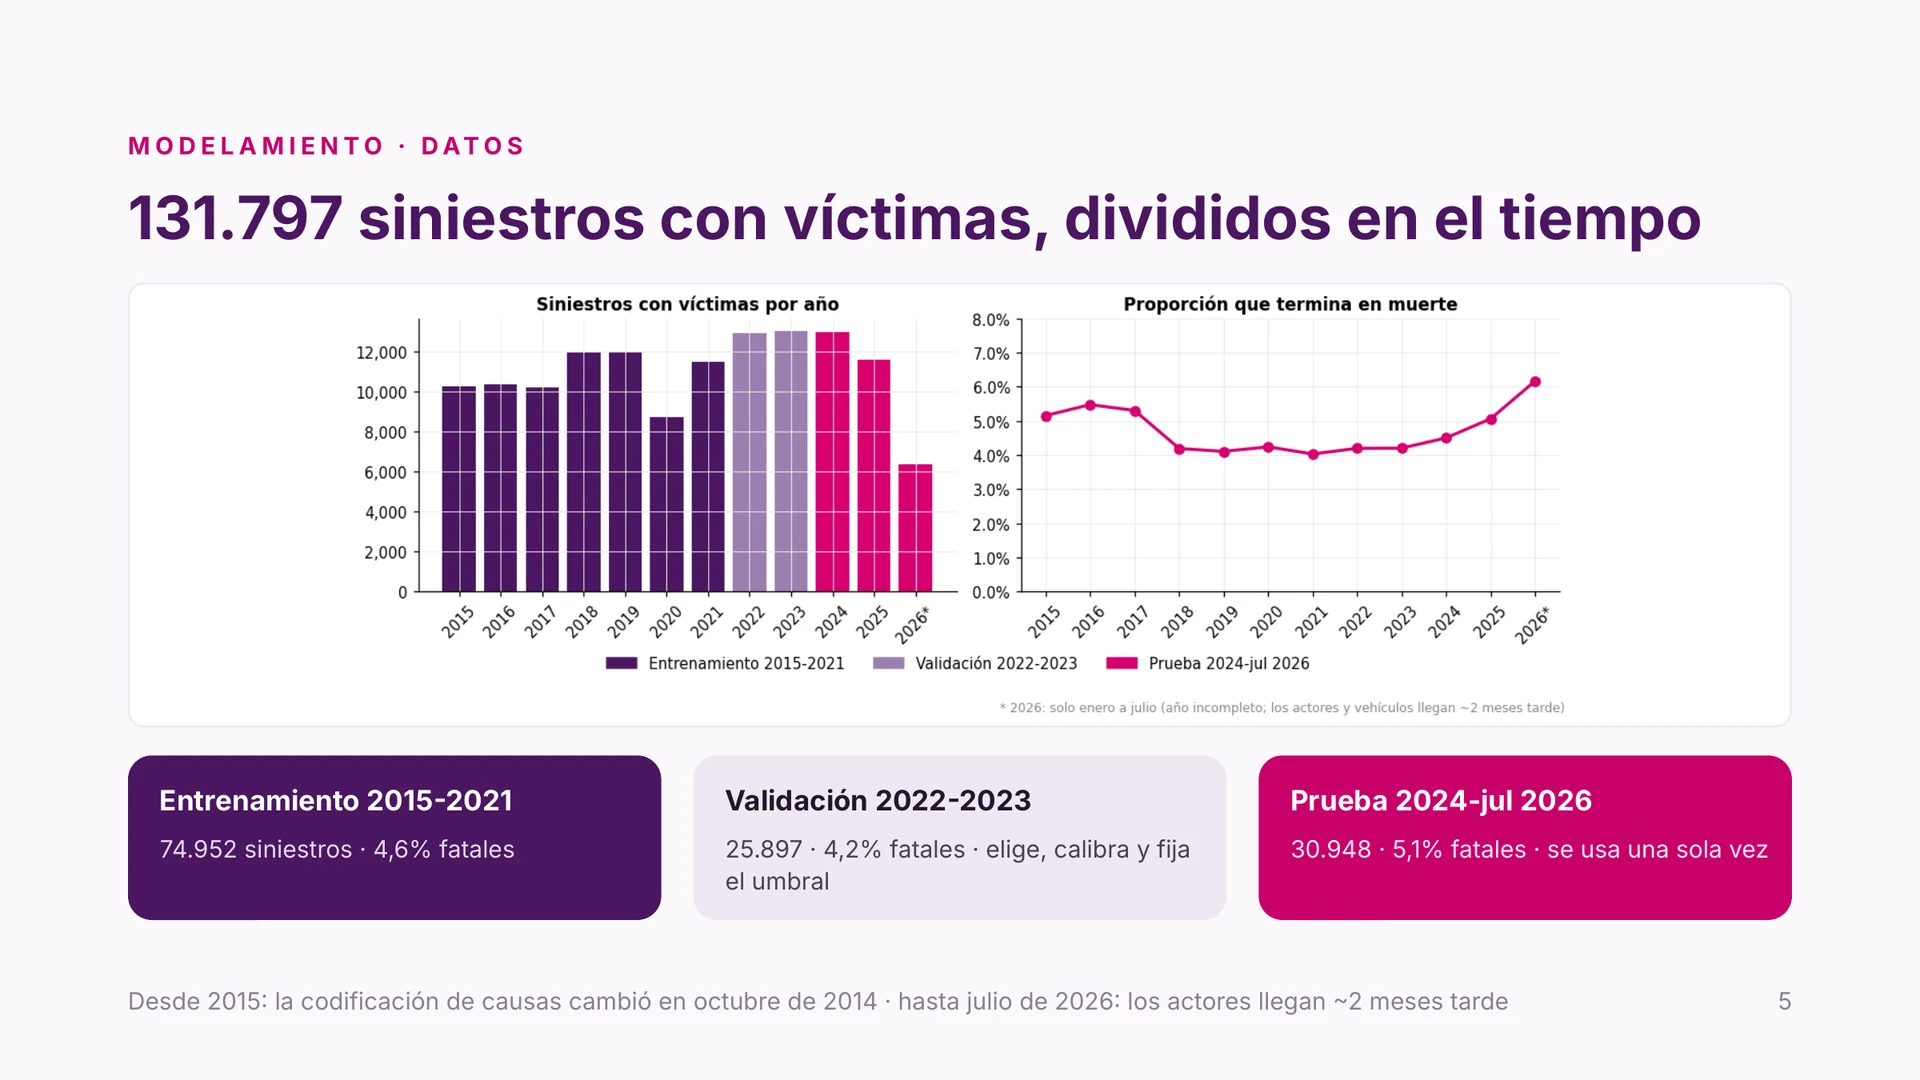 MODELAMIENTO · DATOS
131.797 siniestros con víctimas, divididos en el tiempo
Siniestros con víctimas por año
12,000
10,000
8,000
6,000
4,000
2,000
0
2015 2016 2017 2018 2019 2020 2021 2022 2023 2024 2025 2026*
Proporción que termina en muerte
8.0%
7.0%
6.0%
5.0%
4.0%
3.0%
2.0%
1.0%
0.0%
2015 2016 2017 2018 2019 2020 2021 2022 2023 2024 2025 2026*
Entrenamiento 2015-2021 Validación 2022-2023 Prueba 2024-jul 2026
* 2026: solo enero a julio (año incompleto; los actores y vehículos llegan ~2 meses tarde)
Entrenamiento 2015-2021
74.952 siniestros · 4,6% fatales
Validación 2022-2023
25.897 · 4,2% fatales · elige, calibra y fija
el umbral
Prueba 2024-jul 2026
30.948 · 5,1% fatales · se usa una sola vez
Desde 2015: la codificación de causas cambió en octubre de 2014 · hasta julio de 2026: los actores llegan ~2 meses tarde
5